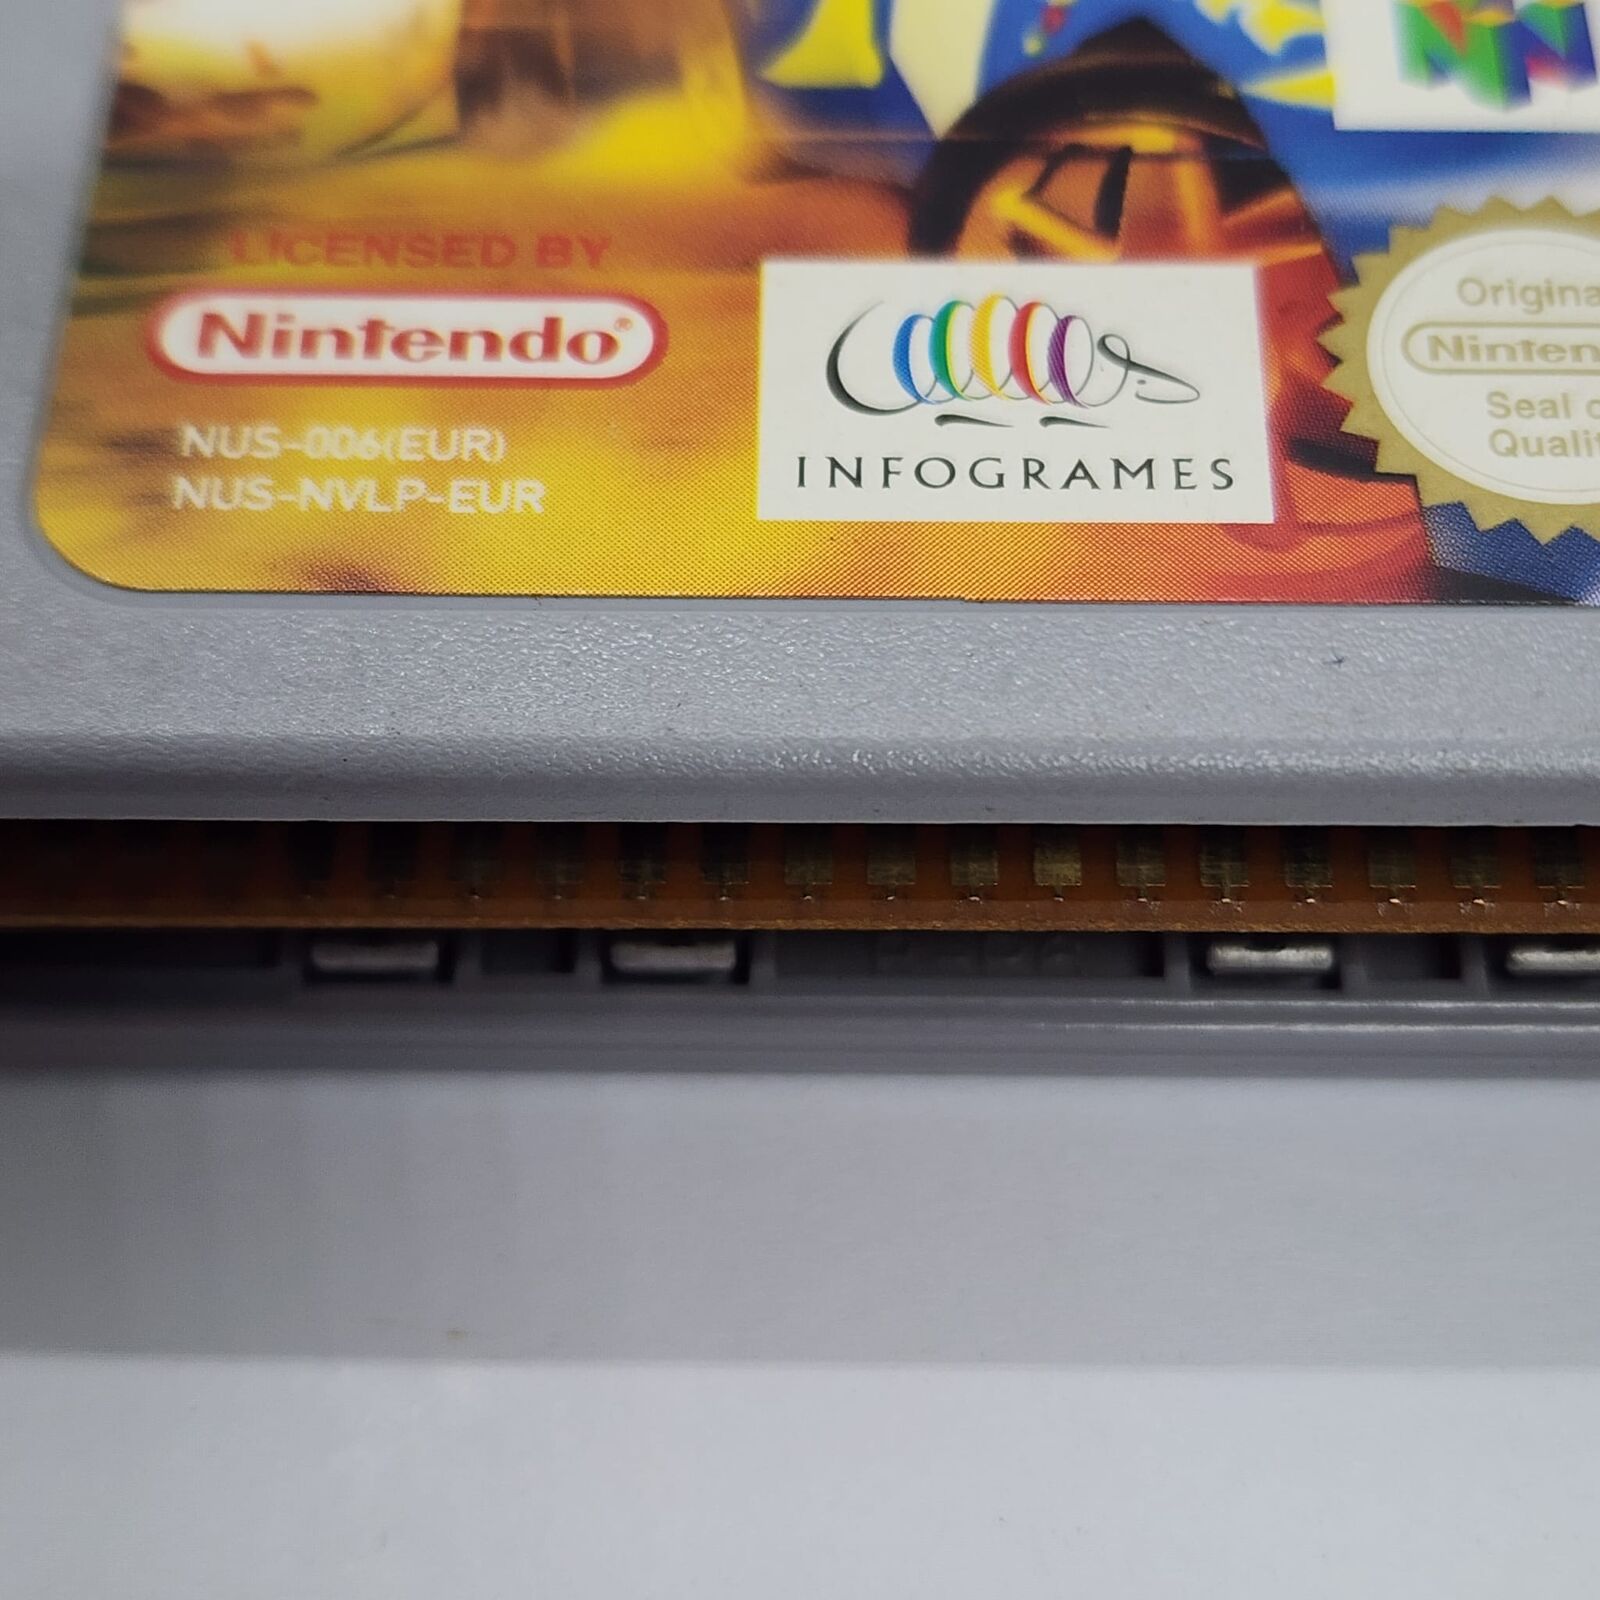 LICENSED BY
Nintendo®
NUS-006(EUR)
NUS-NVLP-EUR
INFOGRAMES
Origina
Ninten
Seal o
Qualit